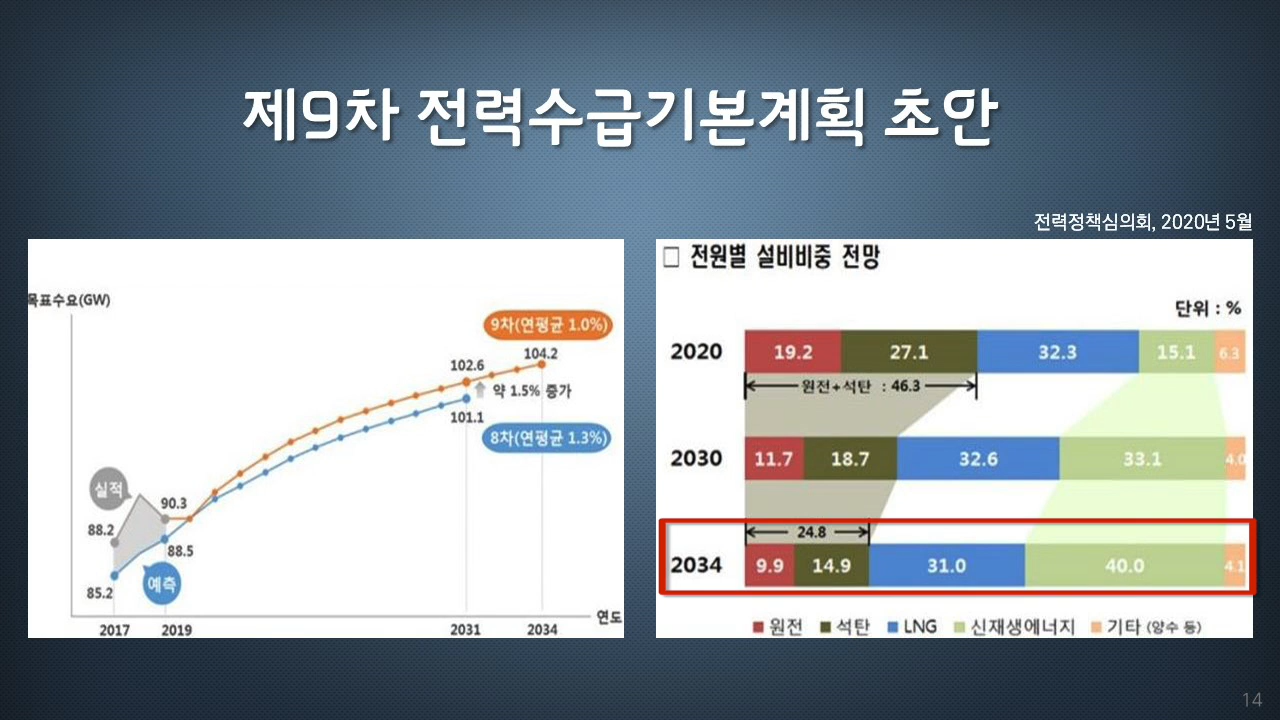 제9차 전력수급기본계획 초안
전력정책심의회, 2020년 5월
목표수요(GW)
9차(연평균 1.0%)
104.2
102.6
약 1.5% 증가
101.1
8차(연평균 1.3%)
실적
90.3
88.2
88.5
예측
85.2
연도
2017 2019 2031 2034
□ 전원별 설비비중 전망
단위 : %
2020 19.2 27.1 32.3 15.1 6.3
원전+석탄 : 46.3
2030 11.7 18.7 32.6 33.1 4.0
24.8
2034 9.9 14.9 31.0 40.0 4.1
원전 석탄 LNG 신재생에너지 기타 (양수 등)
14